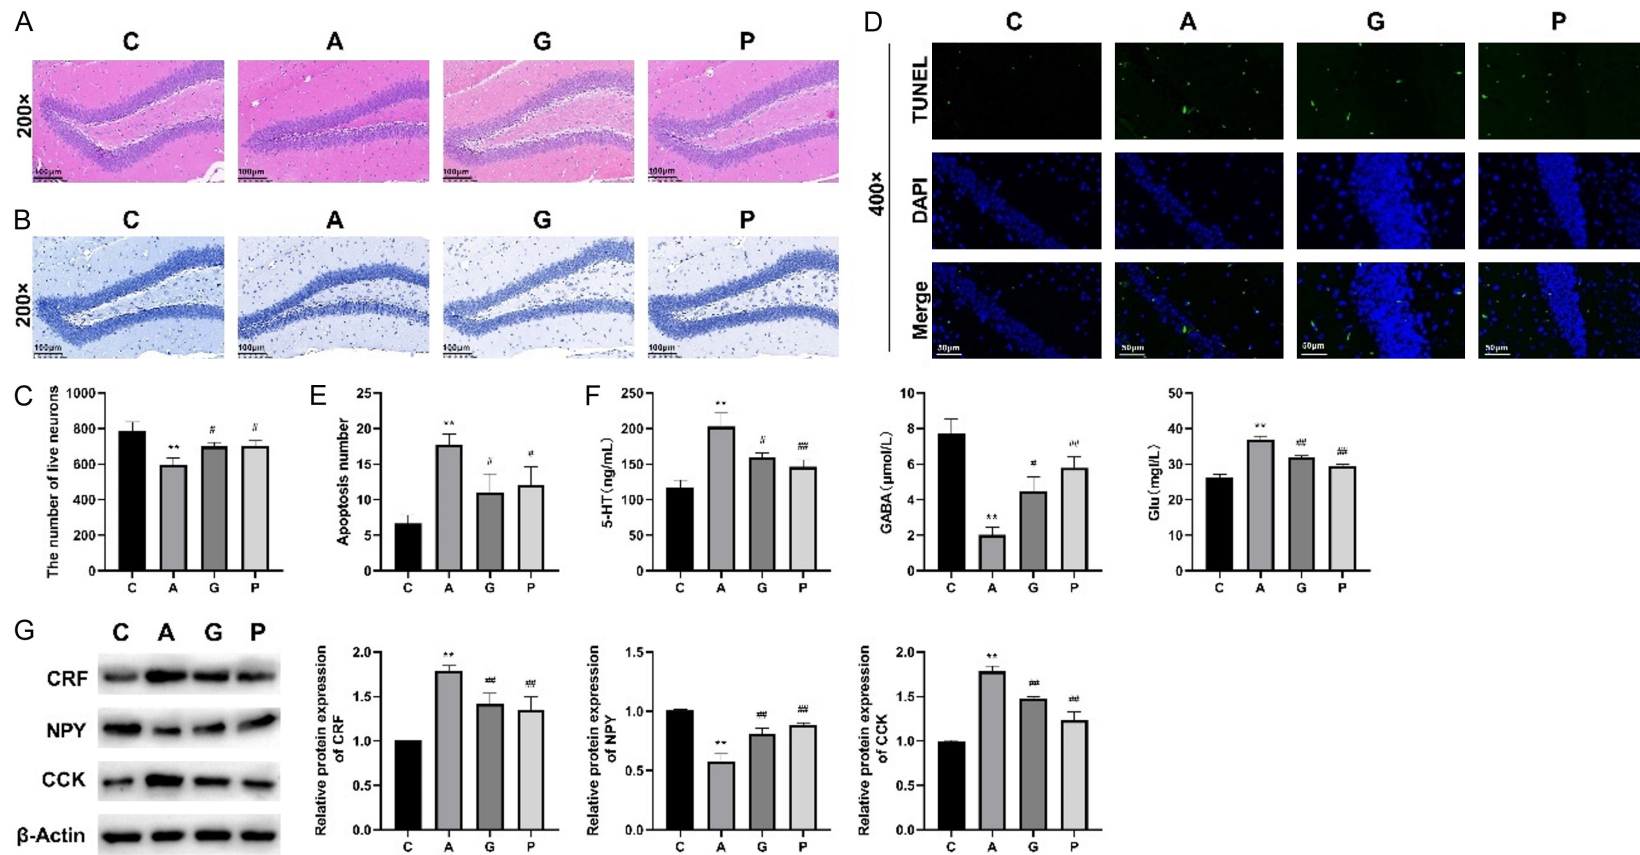 A
C A G P
200×
100μm 100μm 100μm 100μm
B
C A G P
200×
100μm 100μm 100μm 100μm
D
C A G P
400×
TUNEL
DAPI
Merge
50μm 50μm 50μm 50μm
C
The number of live neurons
1000
800
600
400
200
0
** # #
C A G P
E
Apoptosis number
25
20
15
10
5
0
** # #
C A G P
F
5-HT(ng/mL)
250
200
150
100
50
0
** # ##
C A G P
GABA(μmol/L)
10
8
6
4
2
0
** # ##
C A G P
Glu(mgl/L)
50
40
30
20
10
0
** ## ##
C A G P
G
C A G P
CRF
NPY
CCK
β-Actin
Relative protein expression
of CRF
2.0
1.5
1.0
0.5
0.0
** ## ##
C A G P
Relative protein expression
of NPY
1.5
1.0
0.5
0.0
** ## ##
C A G P
Relative protein expression
of CCK
2.0
1.5
1.0
0.5
0.0
** ## ##
C A G P